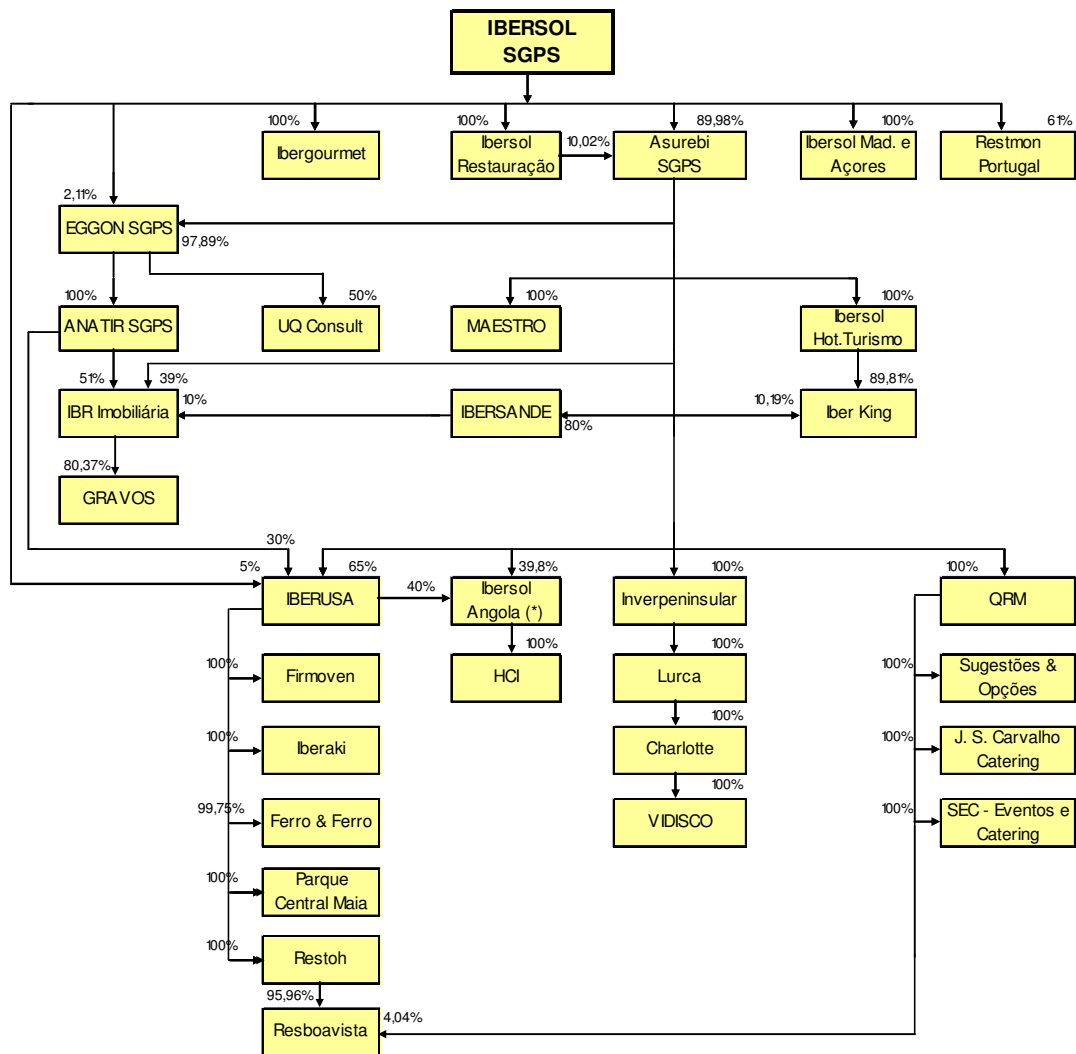 IBERSOL
SGPS
100%
100%
89,98%
100%
61%
Ibergourmet
Ibersol
Restauração
10,02%
Asurebi
SGPS
Ibersol Mad. e
Açores
Restmon
Portugal
2,11%
EGGON SGPS
97,89%
100%
50%
100%
100%
ANATIR SGPS
UQ Consult
MAESTRO
Ibersol
Hot.Turismo
51%
39%
89,81%
IBR Imobiliária
10%
IBERSANDE
80%
10,19%
Iber King
80,37%
GRAVOS
30%
5%
65%
39,8%
100%
100%
IBERUSA
40%
Ibersol
Angola (*)
Inverpeninsular
QRM
100%
100%
100%
Firmoven
HCI
Lurca
100%
Sugestões &
Opções
100%
100%
Iberaki
Charlotte
100%
J. S. Carvalho
Catering
100%
99,75%
Ferro & Ferro
VIDISCO
100%
SEC - Eventos e
Catering
100%
Parque
Central Maia
100%
Restoh
95,96%
Resboavista
4,04%